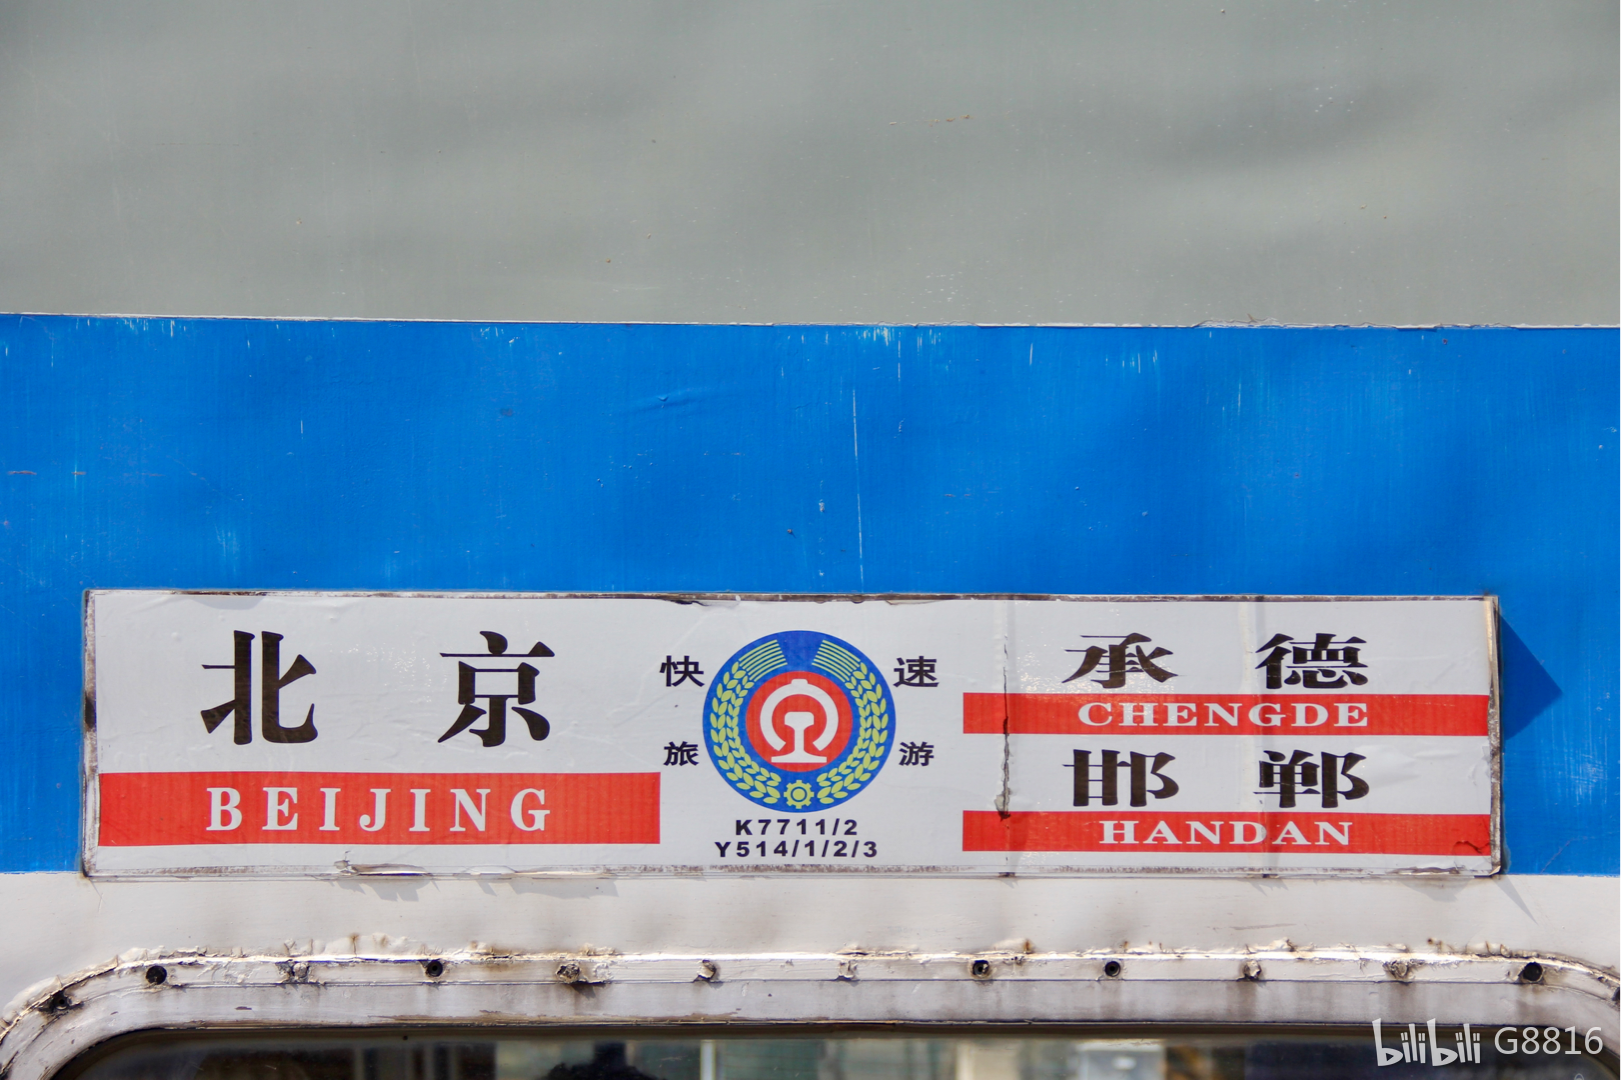 北京
BEIJING
快速
旅游
K7711/2
Y514/1/2/3
承德
CHENGDE
邯郸
HANDAN
bilibili G8816